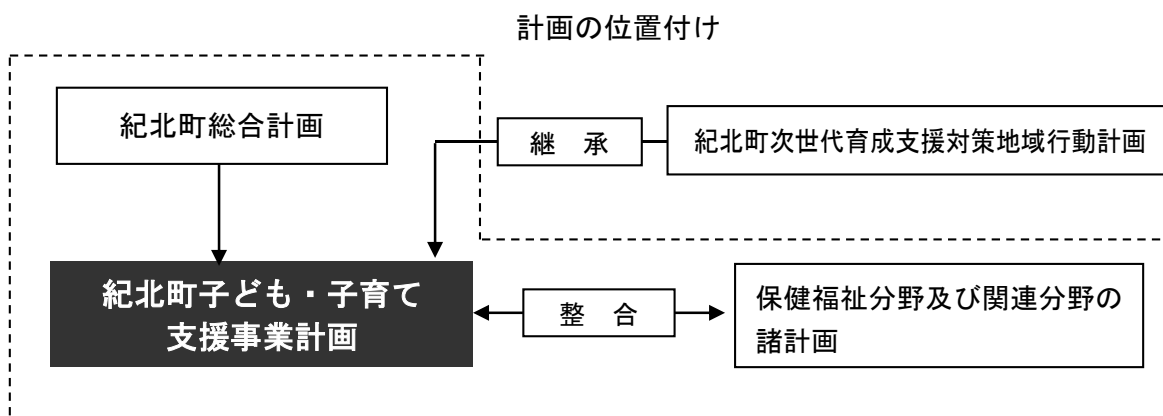 計画の位置付け
紀北町総合計画
継　承
紀北町次世代育成支援対策地域行動計画
紀北町子ども・子育て
支援事業計画
整　合
保健福祉分野及び関連分野の
諸計画